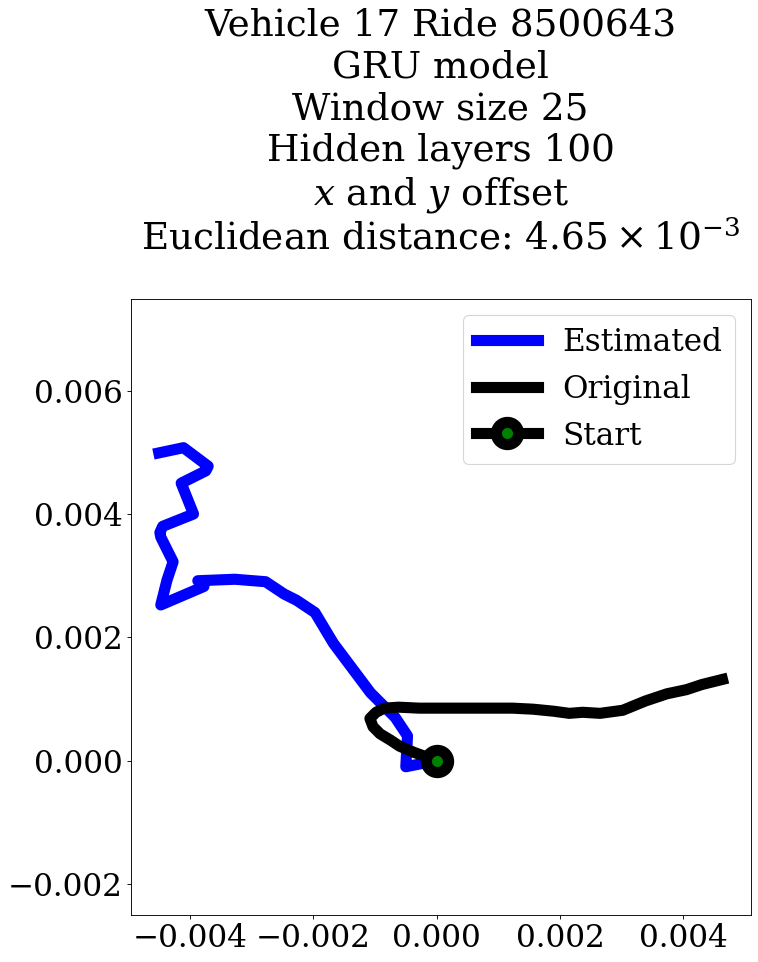 Vehicle 17 Ride 8500643
GRU model
Window size 25
Hidden layers 100
x and y offset
Euclidean distance: 4.65 × 10⁻³
Estimated
Original
Start
0.006
0.004
0.002
0.000
−0.002
−0.004 −0.002 0.000 0.002 0.004